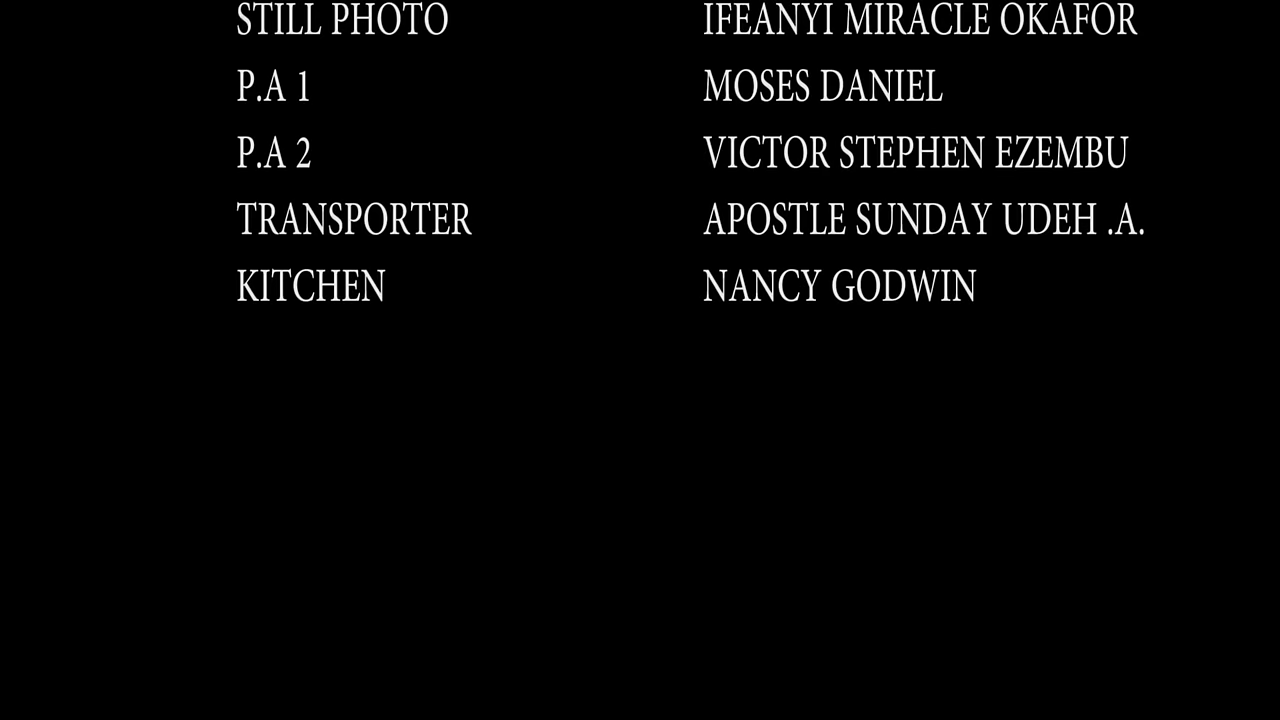 STILL PHOTO IFEANYI MIRACLE OKAFOR
P.A 1 MOSES DANIEL
P.A 2 VICTOR STEPHEN EZEMBU
TRANSPORTER APOSTLE SUNDAY UDEH .A.
KITCHEN NANCY GODWIN